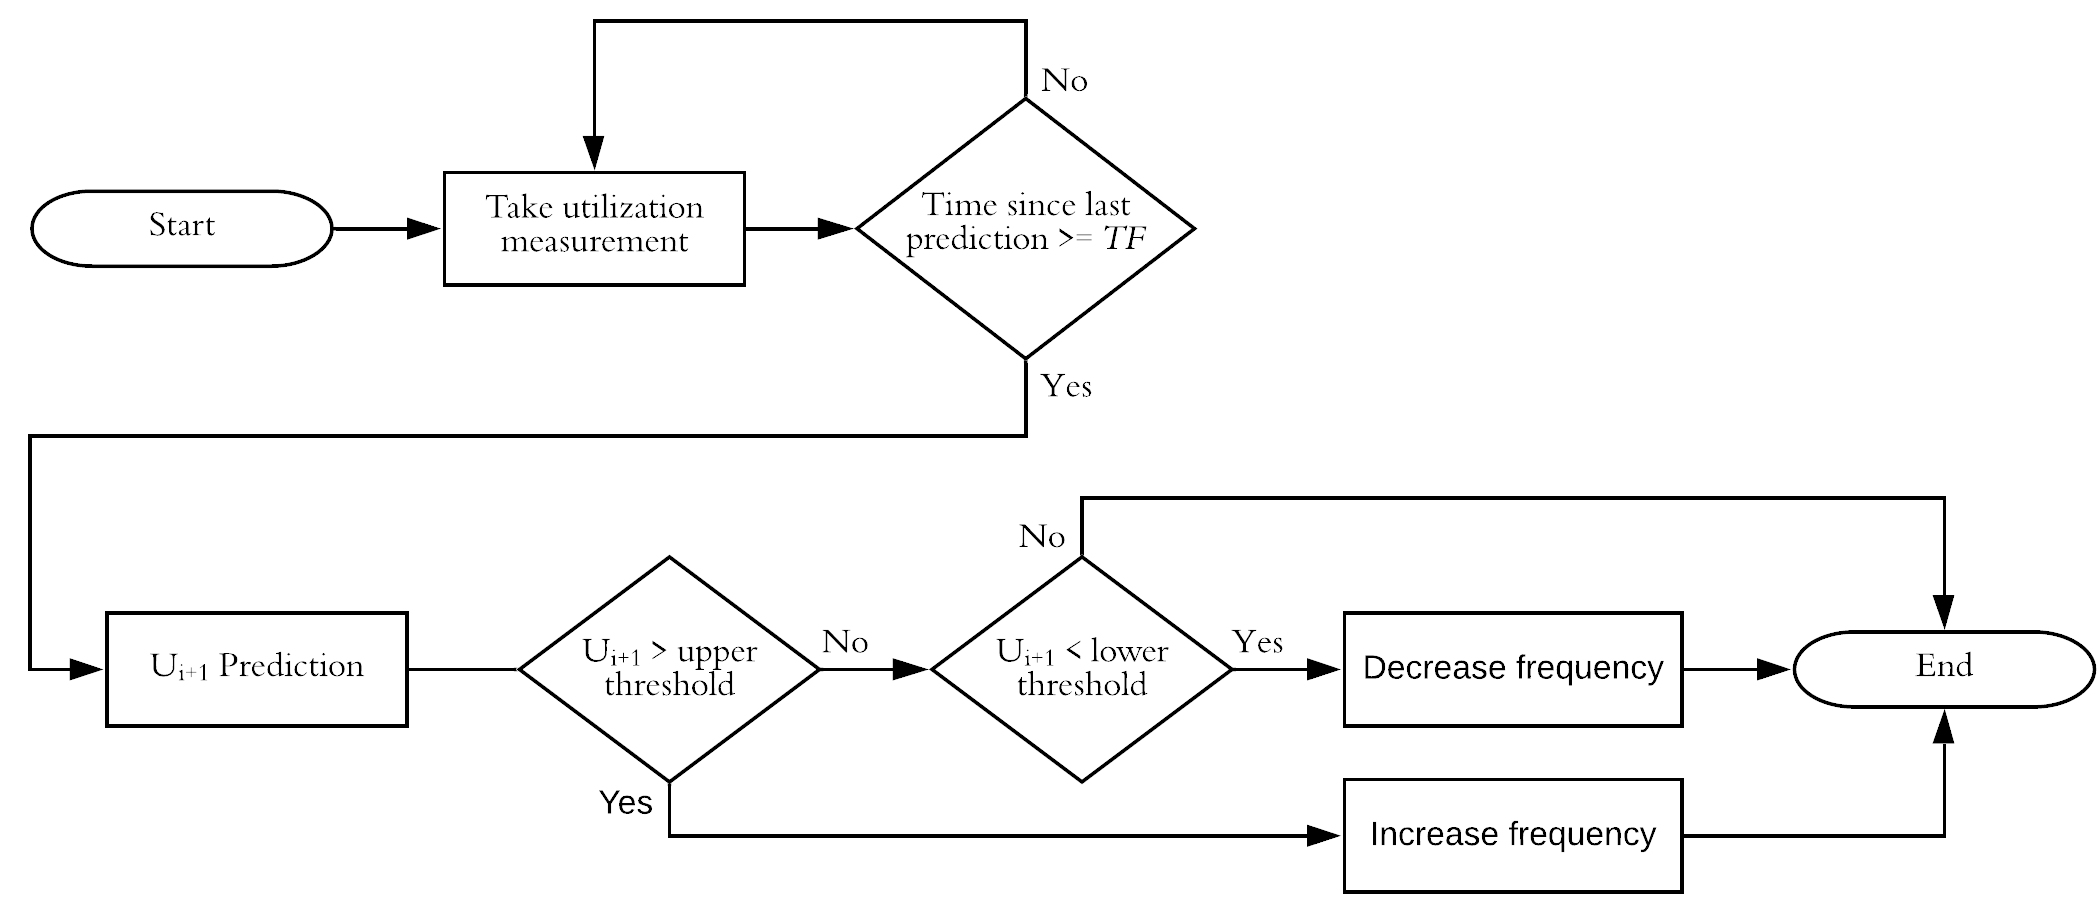 No
Start
Take utilization
measurement
Time since last
prediction >= TF
Yes
No
U_{i+1} Prediction
U_{i+1} > upper
threshold
No
U_{i+1} < lower
threshold
Yes
Decrease frequency
End
Yes
Increase frequency